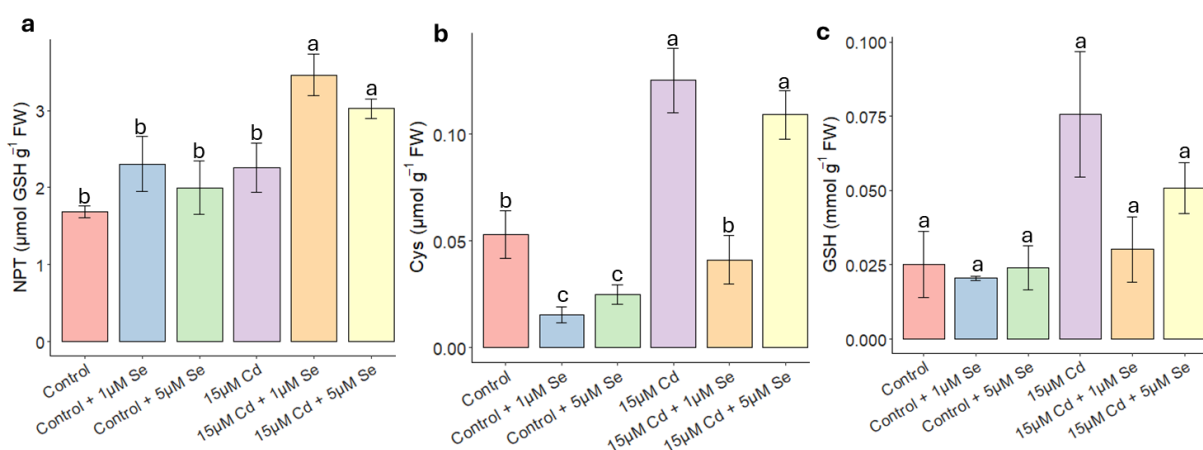 a
NPT (µmol GSH g⁻¹ FW)
0
1
2
3
b
b
b
b
a
a
Control
Control + 1µM Se
Control + 5µM Se
15µM Cd
15µM Cd + 1µM Se
15µM Cd + 5µM Se
b
Cys (µmol g⁻¹ FW)
0.00
0.05
0.10
b
c
c
a
b
a
Control
Control + 1µM Se
Control + 5µM Se
15µM Cd
15µM Cd + 1µM Se
15µM Cd + 5µM Se
c
GSH (mmol g⁻¹ FW)
0.000
0.025
0.050
0.075
0.100
a
a
a
a
a
a
Control
Control + 1µM Se
Control + 5µM Se
15µM Cd
15µM Cd + 1µM Se
15µM Cd + 5µM Se